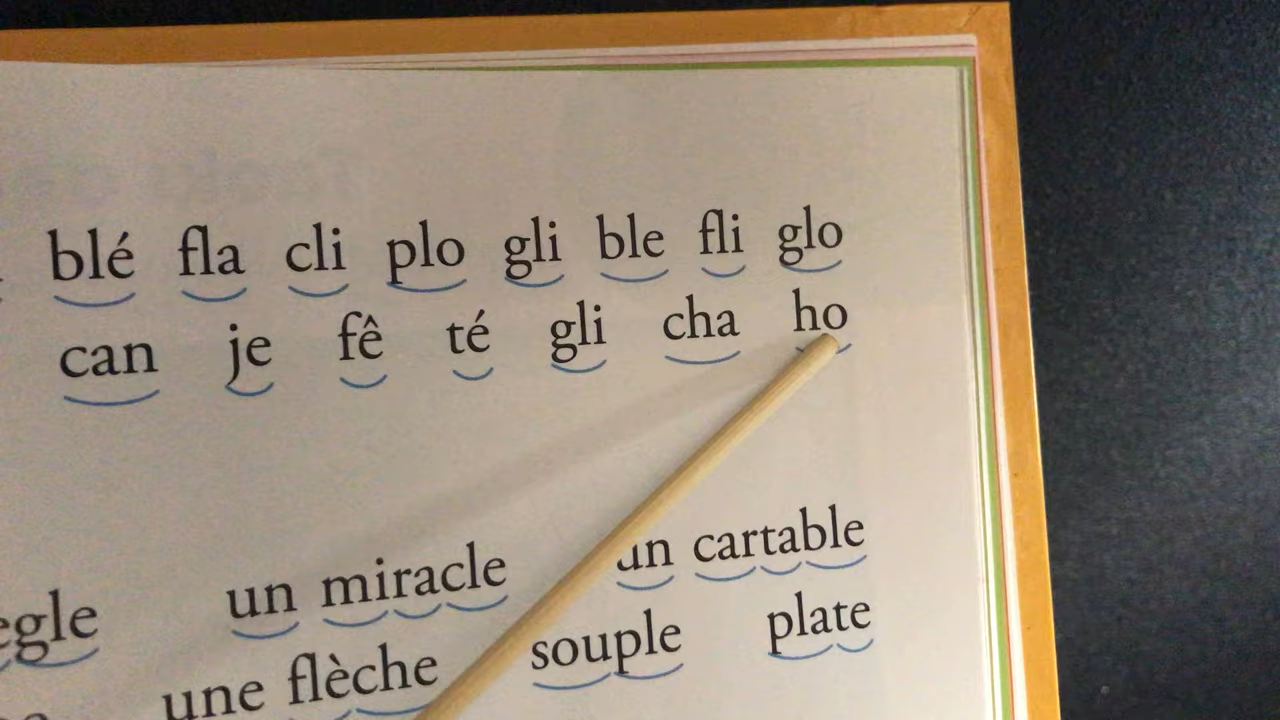 blé fla cli plo gli ble fli glo
can je fê té gli cha ho
un miracle un cartable
une flèche souple plate